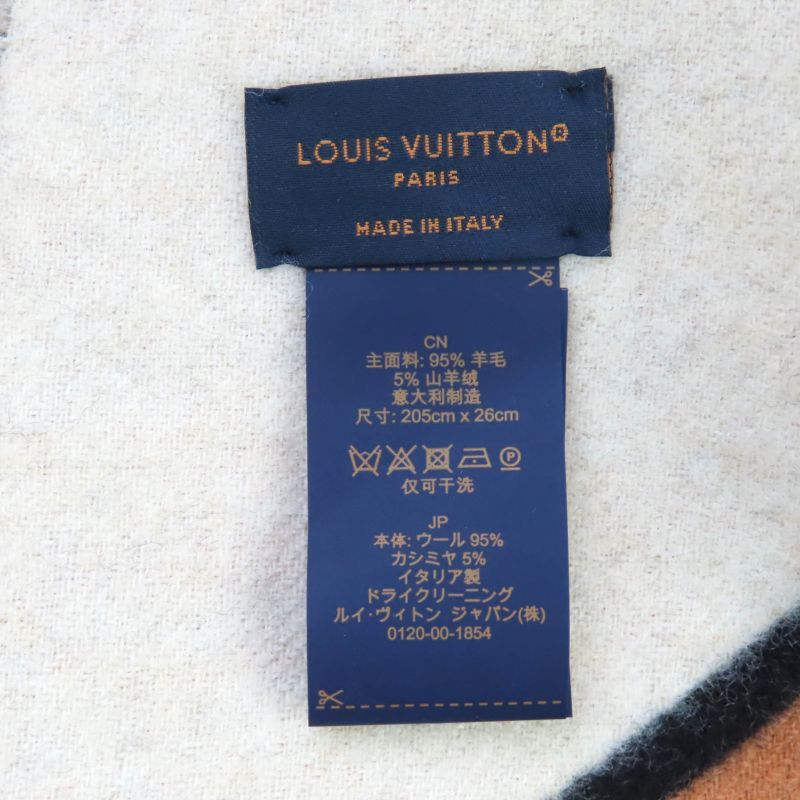 LOUIS VUITTON®
PARIS
MADE IN ITALY
CN
主面料: 95% 羊毛
5% 山羊绒
意大利制造
尺寸: 205cm x 26cm
仅可干洗
JP
本体: ウール 95%
カシミヤ 5%
イタリア製
ドライクリーニング
ルイ·ヴィトン ジャパン(株)
0120-00-1854